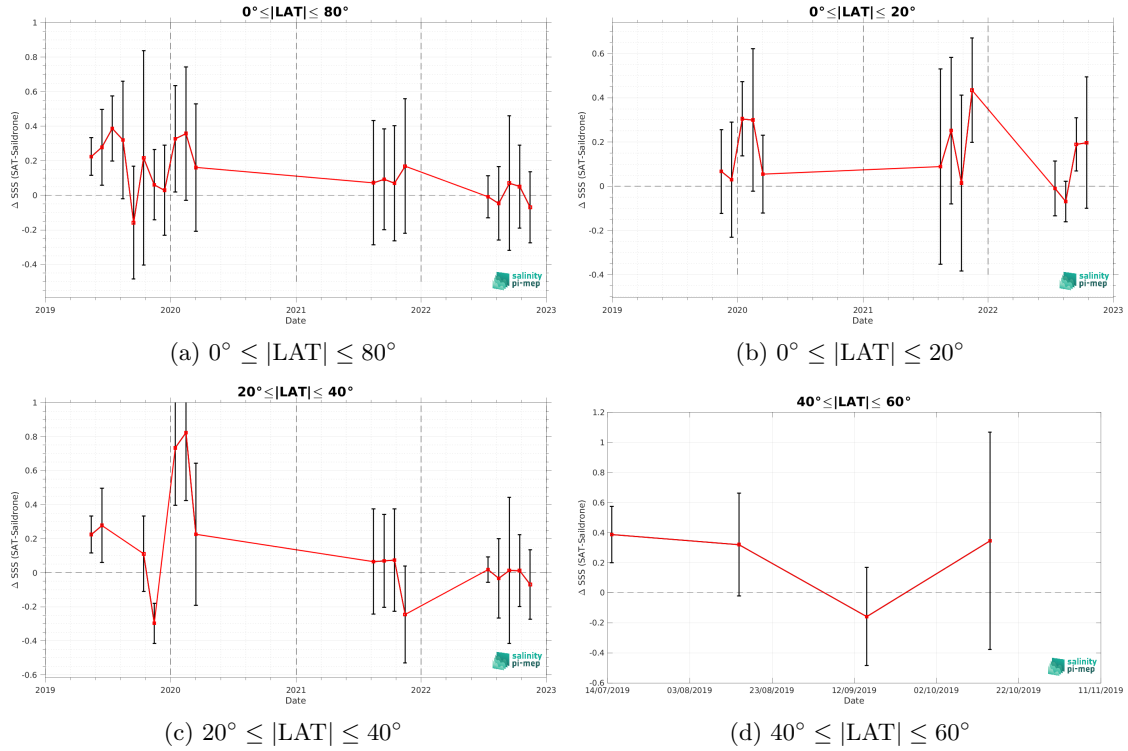 0°≤|LAT|≤ 80°
Δ SSS (SAT-Saildrone)
1
0.8
0.6
0.4
0.2
0
-0.2
-0.4
2019
2020
2021
2022
2023
Date
salinity
pi-mep
(a) 0° ≤ |LAT| ≤ 80°
0°≤|LAT|≤ 20°
Δ SSS (SAT-Saildrone)
0.6
0.4
0.2
0
-0.2
-0.4
2019
2020
2021
2022
2023
Date
salinity
pi-mep
(b) 0° ≤ |LAT| ≤ 20°
20°≤|LAT|≤ 40°
Δ SSS (SAT-Saildrone)
1
0.8
0.6
0.4
0.2
0
-0.2
-0.4
-0.6
2019
2020
2021
2022
2023
Date
salinity
pi-mep
(c) 20° ≤ |LAT| ≤ 40°
40°≤|LAT|≤ 60°
Δ SSS (SAT-Saildrone)
1.2
1
0.8
0.6
0.4
0.2
0
-0.2
-0.4
-0.6
14/07/2019
03/08/2019
23/08/2019
12/09/2019
02/10/2019
22/10/2019
11/11/2019
Date
salinity
pi-mep
(d) 40° ≤ |LAT| ≤ 60°